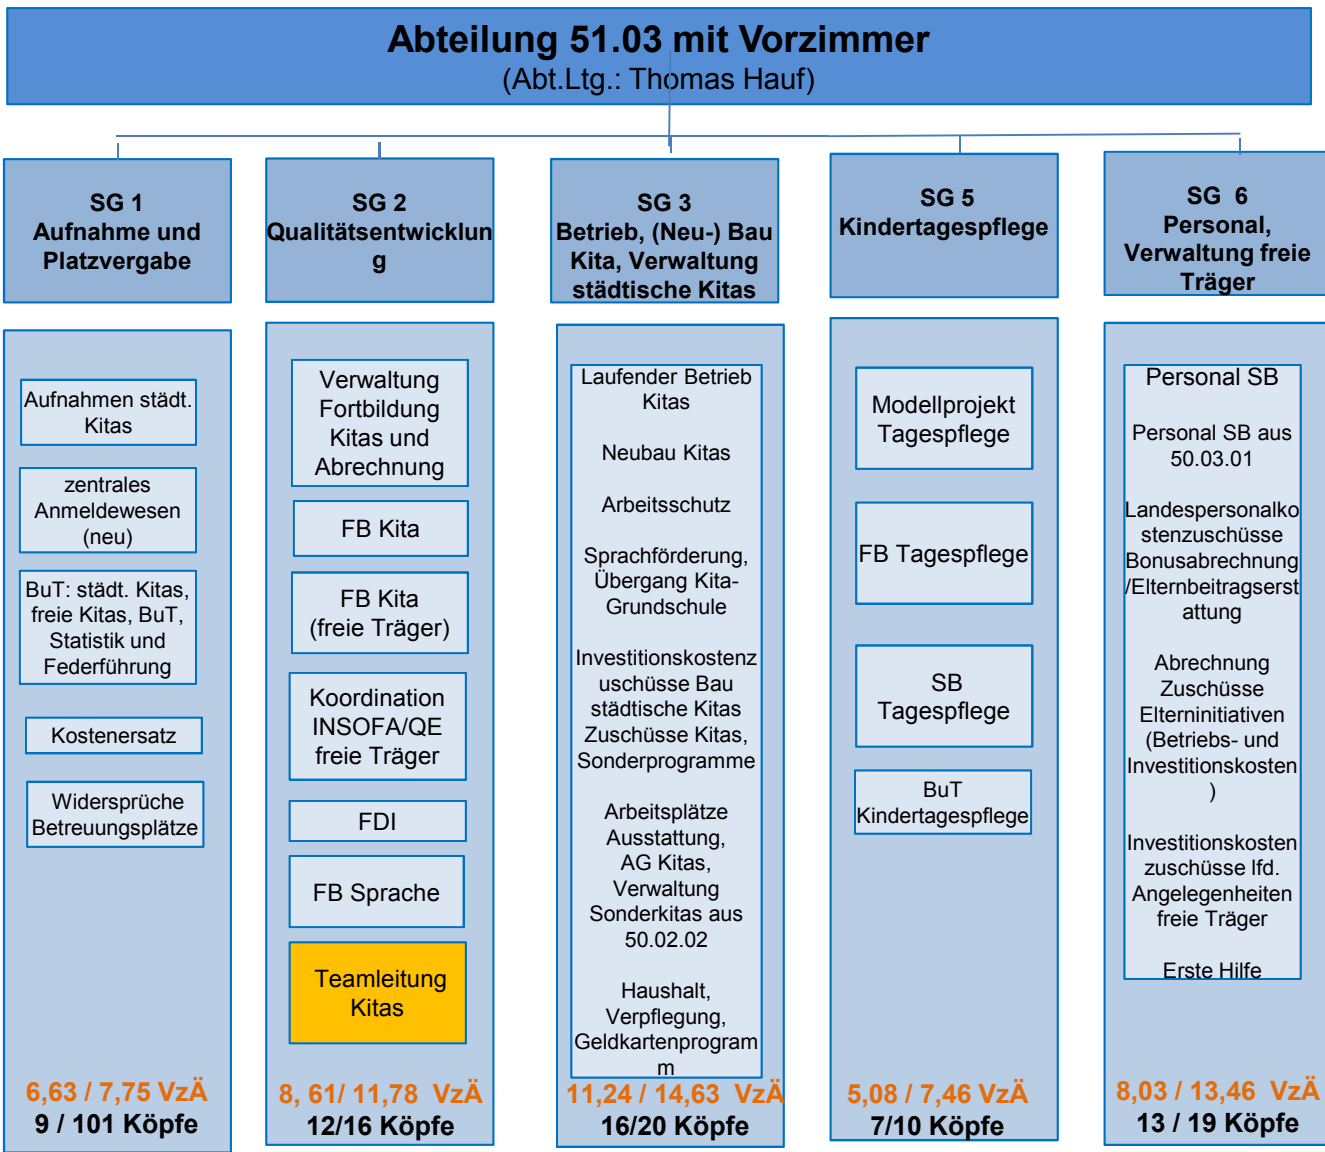 Abteilung 51.03 mit Vorzimmer
(Abt.Ltg.: Thomas Hauf)
SG 1
Aufnahme und
Platzvergabe
Aufnahmen städt.
Kitas
zentrales
Anmeldewesen
(neu)
BuT: städt. Kitas,
freie Kitas, BuT,
Statistik und
Federführung
Kostenersatz
Widersprüche
Betreuungsplätze
6,63 / 7,75 VzÄ
9 / 101 Köpfe
SG 2
Qualitätsentwicklun
g
Verwaltung
Fortbildung
Kitas und
Abrechnung
FB Kita
FB Kita
(freie Träger)
Koordination
INSOFA/QE
freie Träger
FDI
FB Sprache
Teamleitung
Kitas
8, 61/ 11,78 VzÄ
12/16 Köpfe
SG 3
Betrieb, (Neu-) Bau
Kita, Verwaltung
städtische Kitas
Laufender Betrieb
Kitas
Neubau Kitas
Arbeitsschutz
Sprachförderung,
Übergang Kita-
Grundschule
Investitionskostenz
uschüsse Bau
städtische Kitas
Zuschüsse Kitas,
Sonderprogramme
Arbeitsplätze
Ausstattung,
AG Kitas,
Verwaltung
Sonderkitas aus
50.02.02
Haushalt,
Verpflegung,
Geldkartenprogram
m
11,24 / 14,63 VzÄ
16/20 Köpfe
SG 5
Kindertagespflege
Modellprojekt
Tagespflege
FB Tagespflege
SB
Tagespflege
BuT
Kindertagespflege
5,08 / 7,46 VzÄ
7/10 Köpfe
SG 6
Personal,
Verwaltung freie
Träger
Personal SB
Personal SB aus
50.03.01
Landespersonalko
stenzuschüsse
Bonusabrechnung
/Elternbeitragserst
attung
Abrechnung
Zuschüsse
Elterninitiativen
(Betriebs- und
Investitionskosten
)
Investitionskosten
zuschüsse lfd.
Angelegenheiten
freie Träger
Erste Hilfe
8,03 / 13,46 VzÄ
13 / 19 Köpfe